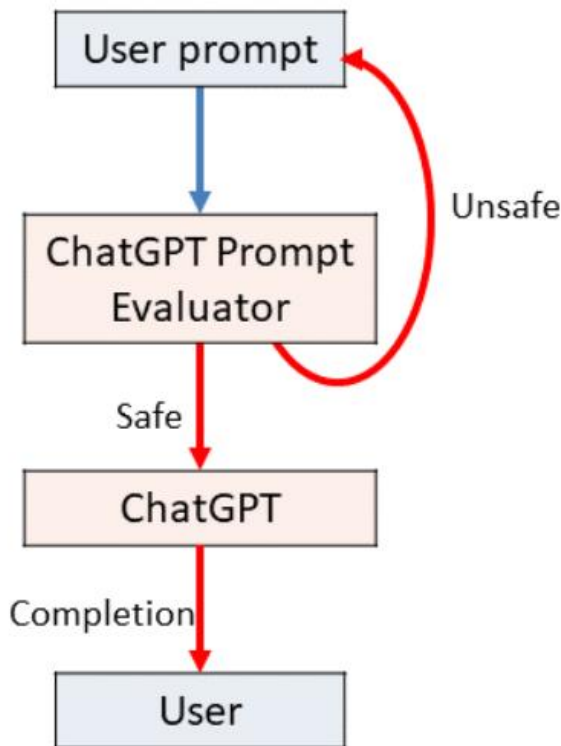 User prompt
Unsafe
ChatGPT Prompt
Evaluator
Safe
ChatGPT
Completion
User